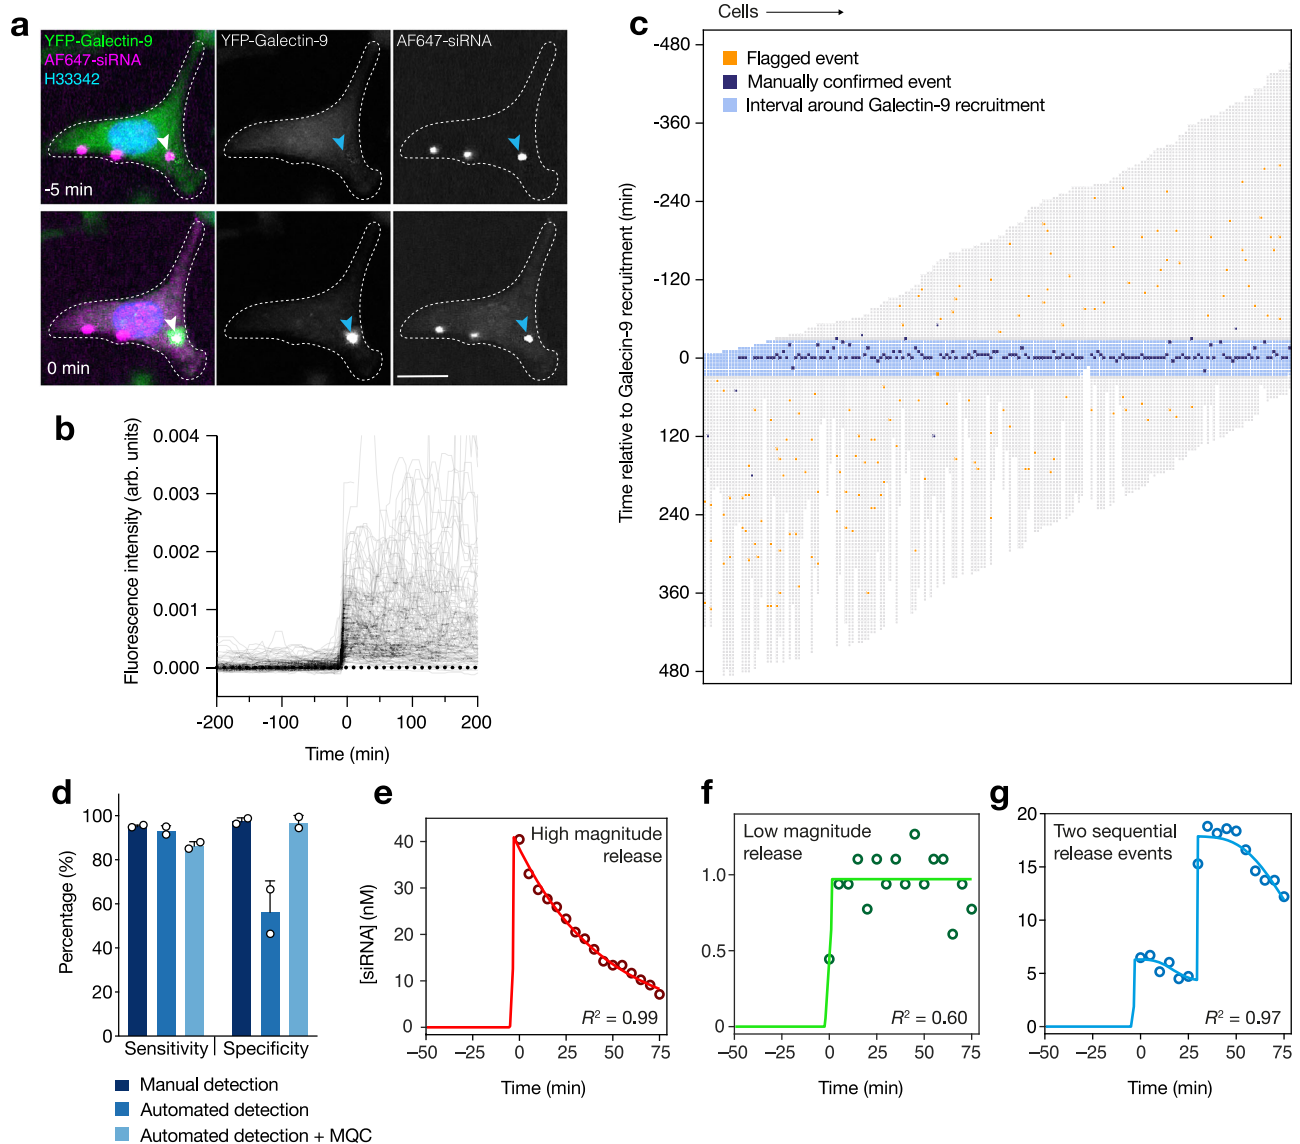 a
YFP-Galectin-9
AF647-siRNA
H33342
-5 min
YFP-Galectin-9
AF647-siRNA
0 min
b
Fluorescence intensity (arb. units)
0.004
0.003
0.002
0.001
0.000
-200
-100
0
100
200
Time (min)
c
Cells
Flagged event
Manually confirmed event
Interval around Galectin-9 recruitment
Time relative to Galecin-9 recruitment (min)
-480
-360
-240
-120
0
120
240
360
480
d
Percentage (%)
100
80
60
40
20
0
Sensitivity
Specificity
Manual detection
Automated detection
Automated detection + MQC
e
High magnitude
release
[siRNA] (nM)
40
30
20
10
0
R² = 0.99
−50
−25
0
25
50
75
Time (min)
f
Low magnitude
release
1.0
0.5
0
R² = 0.60
−50
−25
0
25
50
75
Time (min)
g
Two sequential
release events
20
15
10
5
0
R² = 0.97
−50
−25
0
25
50
75
Time (min)